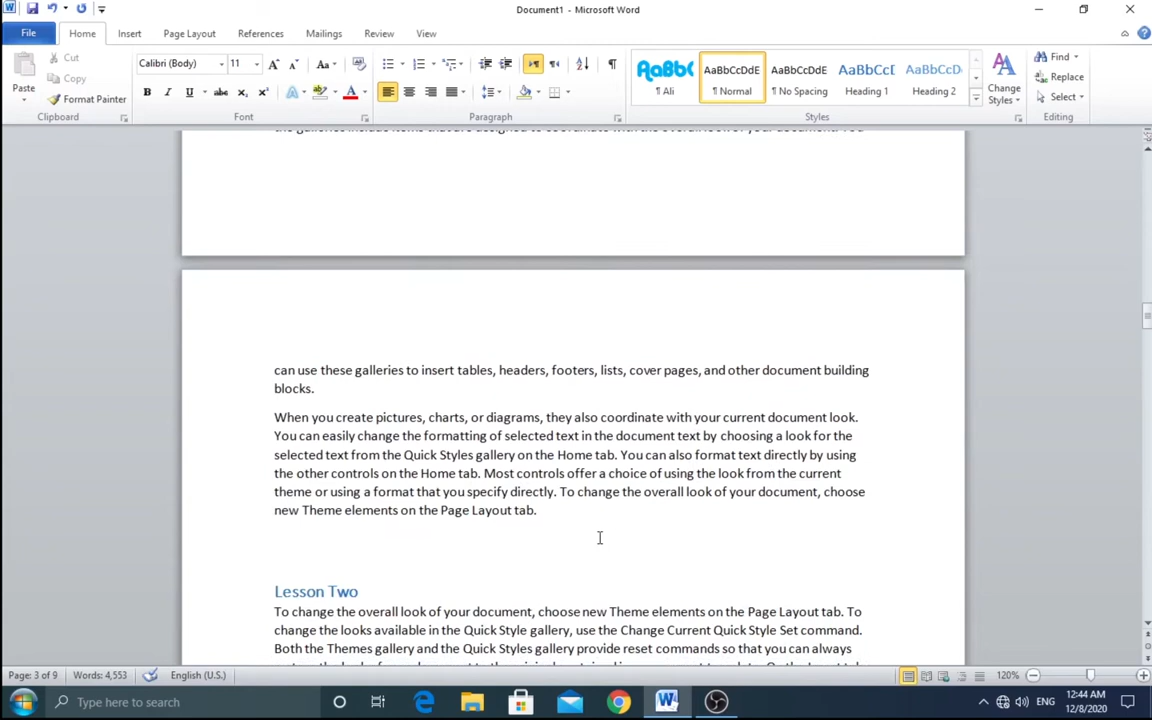 Document1 - Microsoft Word
File Home Insert Page Layout References Mailings Review View
Cut
Copy
Format Painter
Paste
Calibri (Body) 11
AaBbC AaBbCcDdE AaBbCcDdE AaBbC AaBbCcD
¶ Ali ¶ Normal ¶ No Spacing Heading 1 Heading 2
Change
Styles
Find
Replace
Select
Clipboard Font Paragraph Styles Editing
the galleries include items that are designed to coordinate with the overall look of your document. You
can use these galleries to insert tables, headers, footers, lists, cover pages, and other document building
blocks.
When you create pictures, charts, or diagrams, they also coordinate with your current document look.
You can easily change the formatting of selected text in the document text by choosing a look for the
selected text from the Quick Styles gallery on the Home tab. You can also format text directly by using
the other controls on the Home tab. Most controls offer a choice of using the look from the current
theme or using a format that you specify directly. To change the overall look of your document, choose
new Theme elements on the Page Layout tab.
Lesson Two
To change the overall look of your document, choose new Theme elements on the Page Layout tab. To
change the looks available in the Quick Style gallery, use the Change Current Quick Style Set command.
Both the Themes gallery and the Quick Styles gallery provide reset commands so that you can always
Page: 3 of 9 Words: 4,553 English (U.S.) 120%
Type here to search
ENG
12:44 AM
12/8/2020